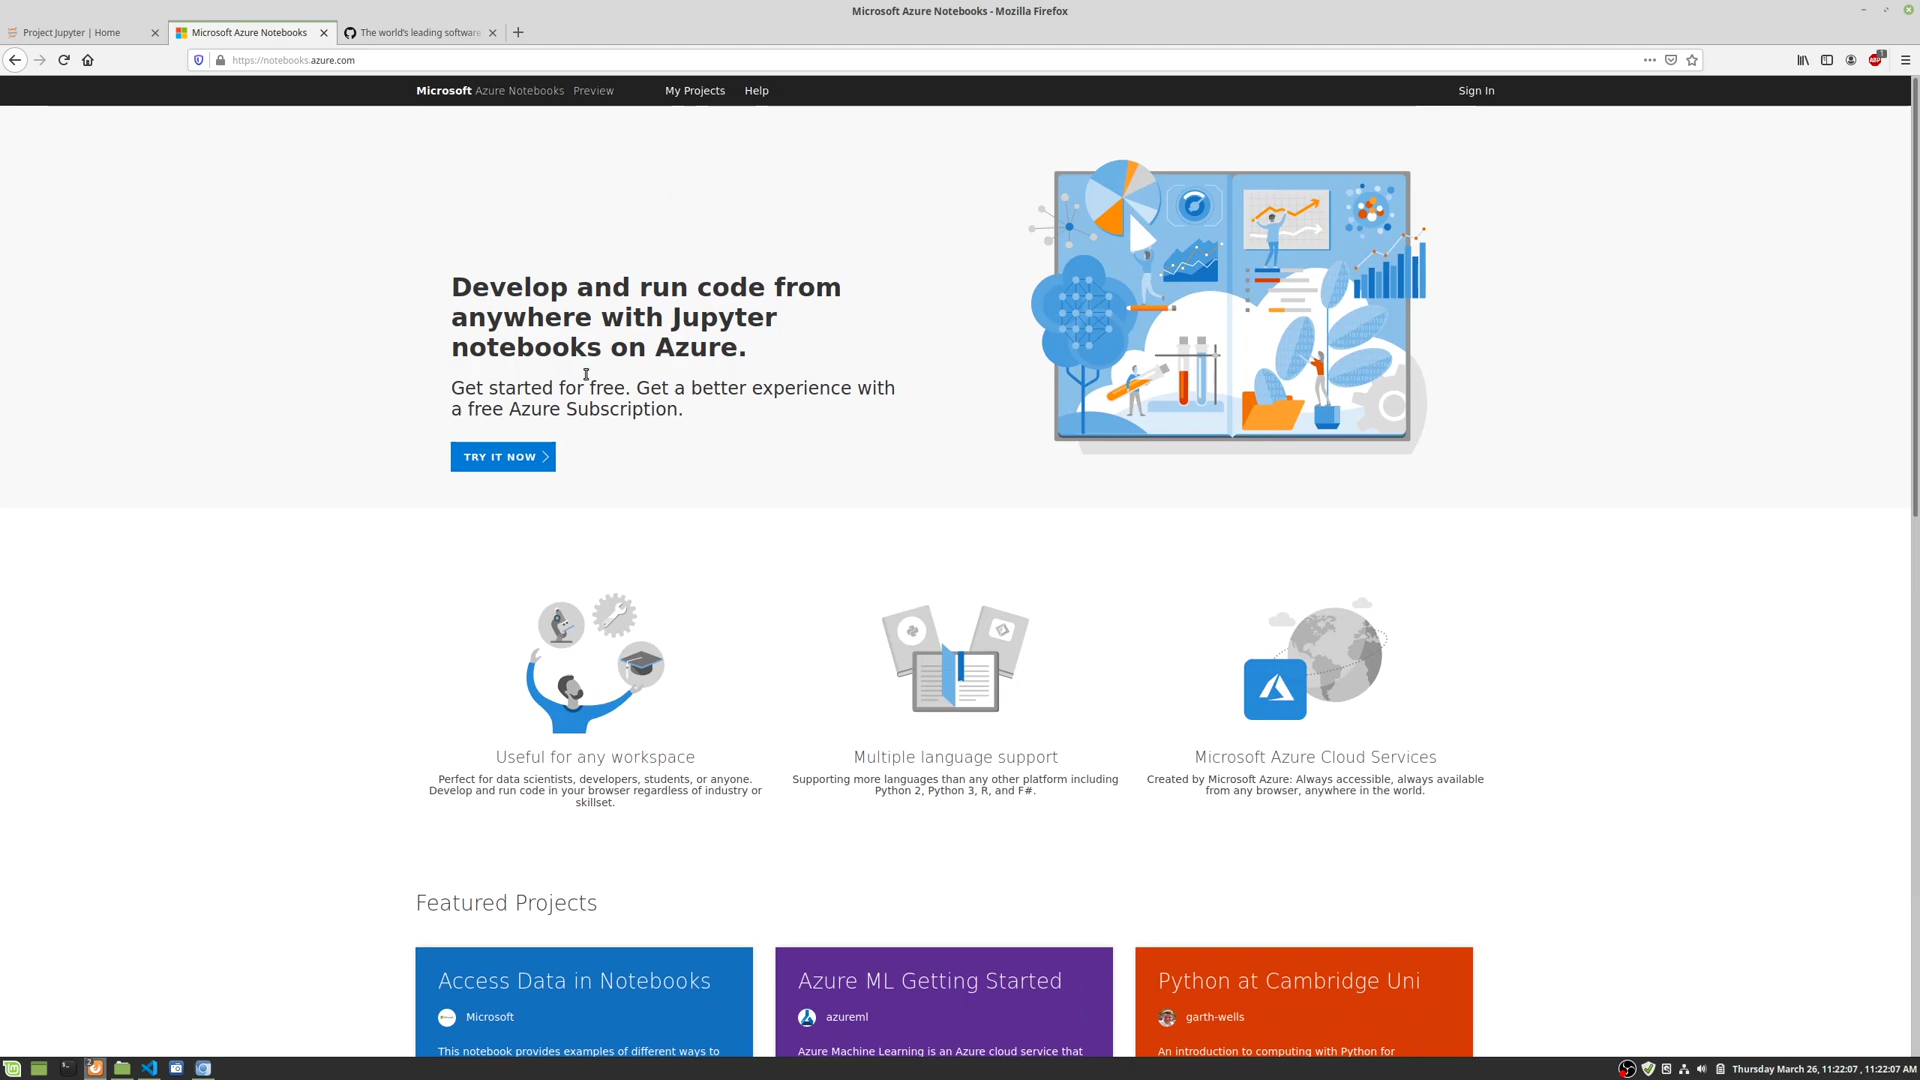 Microsoft Azure Notebooks - Mozilla Firefox
Project Jupyter | Home
Microsoft Azure Notebooks
The world's leading software
https://notebooks.azure.com
Microsoft Azure Notebooks Preview
My Projects
Help
Sign In
Develop and run code from
anywhere with Jupyter
notebooks on Azure.
Get started for free. Get a better experience with
a free Azure Subscription.
TRY IT NOW
Useful for any workspace
Perfect for data scientists, developers, students, or anyone.
Develop and run code in your browser regardless of industry or
skillset.
Multiple language support
Supporting more languages than any other platform including
Python 2, Python 3, R, and F#.
Microsoft Azure Cloud Services
Created by Microsoft Azure: Always accessible, always available
from any browser, anywhere in the world.
Featured Projects
Access Data in Notebooks
Microsoft
This notebook provides examples of different ways to
Azure ML Getting Started
azureml
Azure Machine Learning is an Azure cloud service that
Python at Cambridge Uni
garth-wells
An introduction to computing with Python for
Thursday March 26, 11:22:07 , 11:22:07 AM